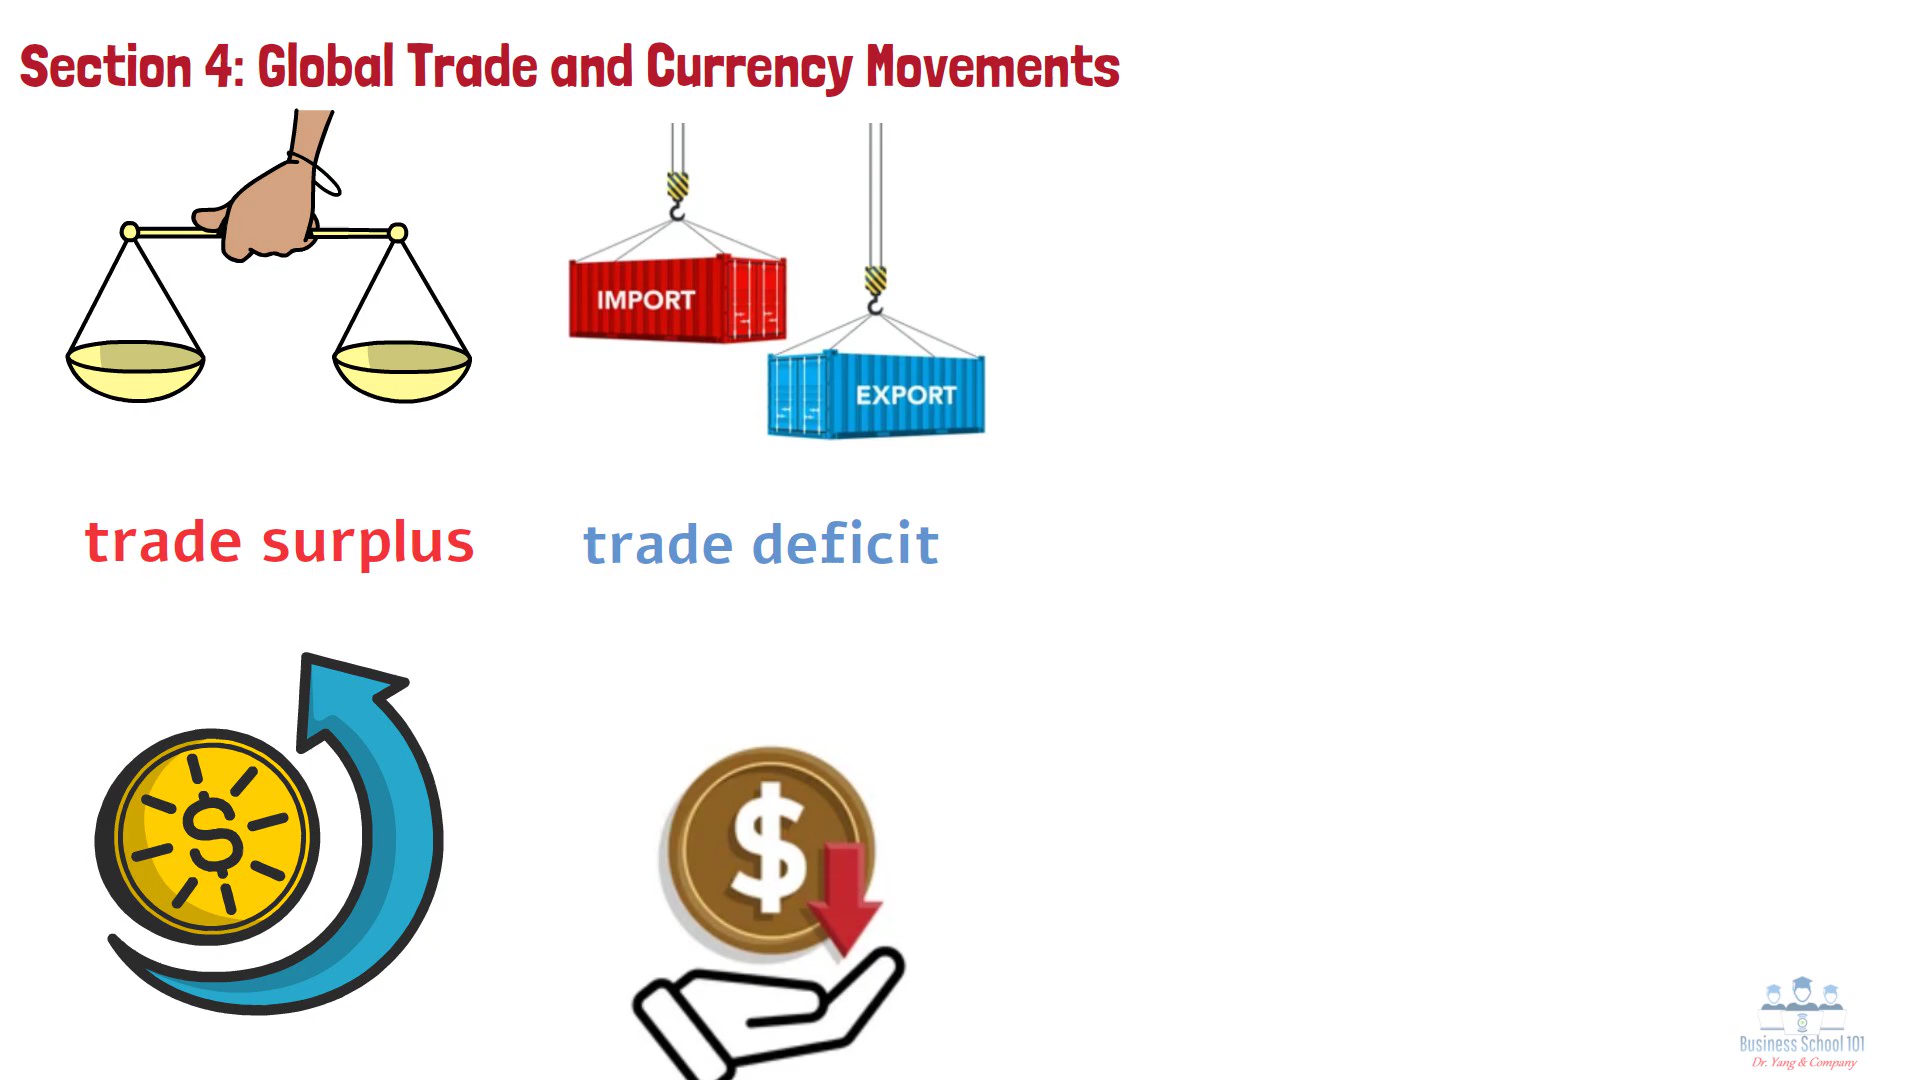 Section 4: Global Trade and Currency Movements
IMPORT
EXPORT
trade surplus
trade deficit
$
$
Business School 101
Dr. Yang & Company